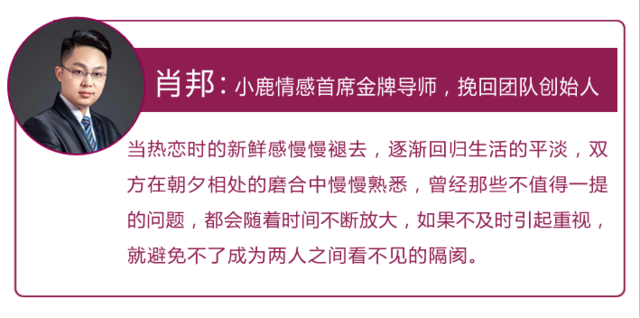 肖邦：小鹿情感首席金牌导师，挽回团队创始人
当热恋时的新鲜感慢慢褪去，逐渐回归生活的平淡，双
方在朝夕相处的磨合中慢慢熟悉，曾经那些不值得一提
的问题，都会随着时间不断放大，如果不及时引起重视，
就避免不了成为两人之间看不见的隔阂。